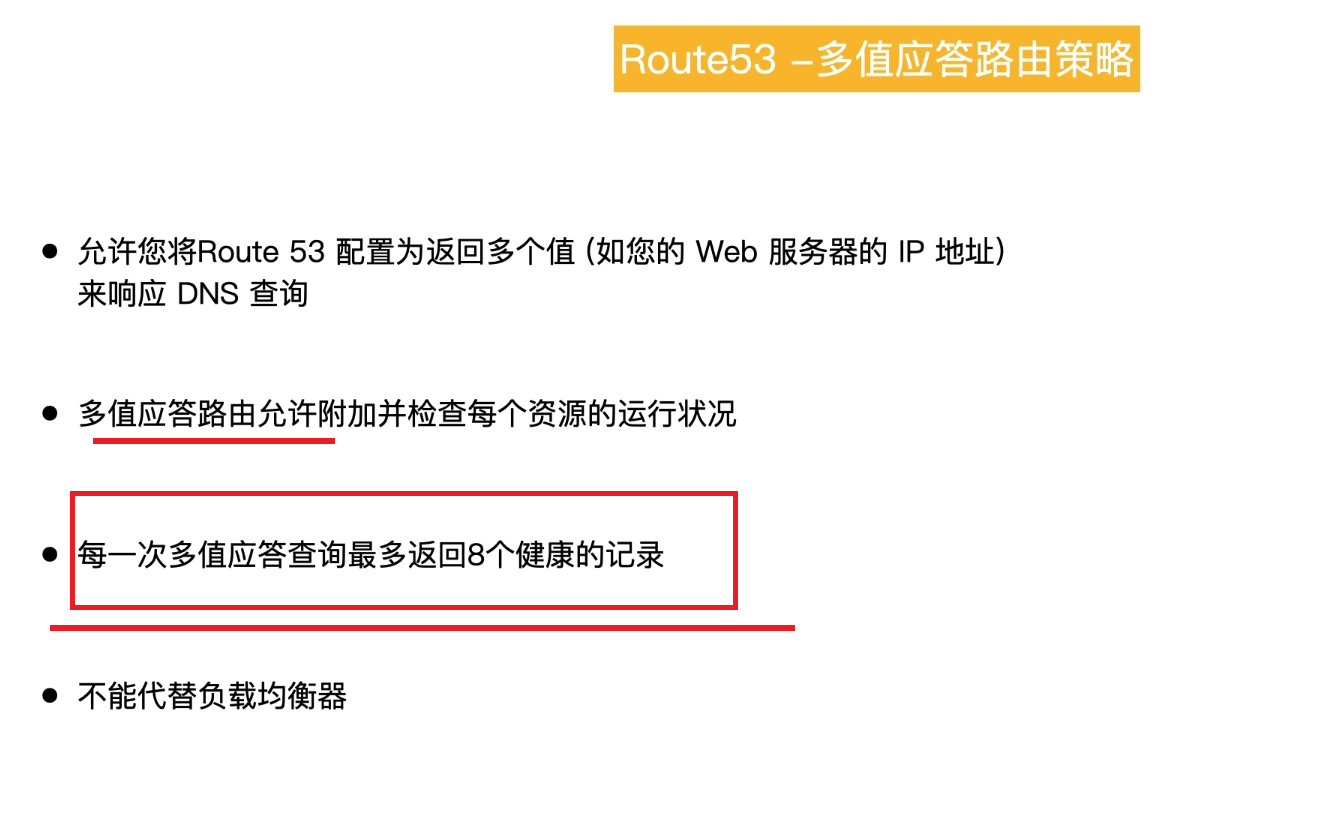 Route53 -多值应答路由策略
● 允许您将Route 53 配置为返回多个值 (如您的 Web 服务器的 IP 地址)
来响应 DNS 查询
● 多值应答路由允许附加并检查每个资源的运行状况
● 每一次多值应答查询最多返回8个健康的记录
● 不能代替负载均衡器